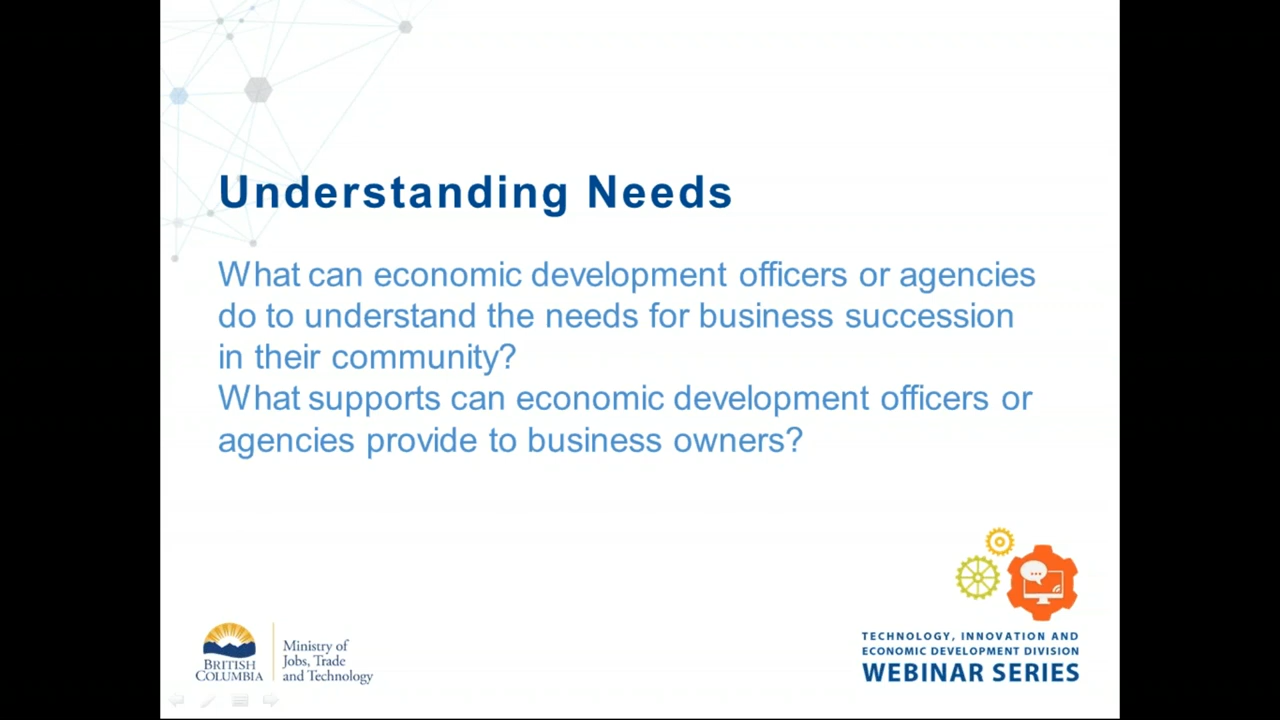 Understanding Needs
What can economic development officers or agencies
do to understand the needs for business succession
in their community?
What supports can economic development officers or
agencies provide to business owners?
BRITISH
COLUMBIA
Ministry of
Jobs, Trade
and Technology
TECHNOLOGY, INNOVATION AND
ECONOMIC DEVELOPMENT DIVISION
WEBINAR SERIES